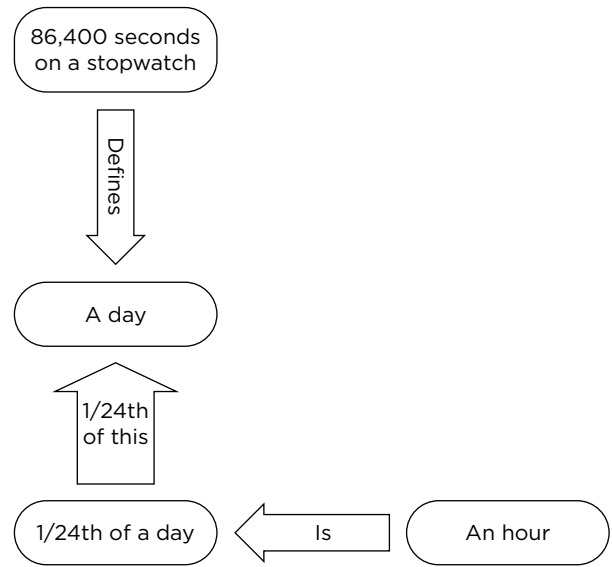 86,400 seconds
on a stopwatch
Defines
A day
1/24th
of this
1/24th of a day
Is
An hour